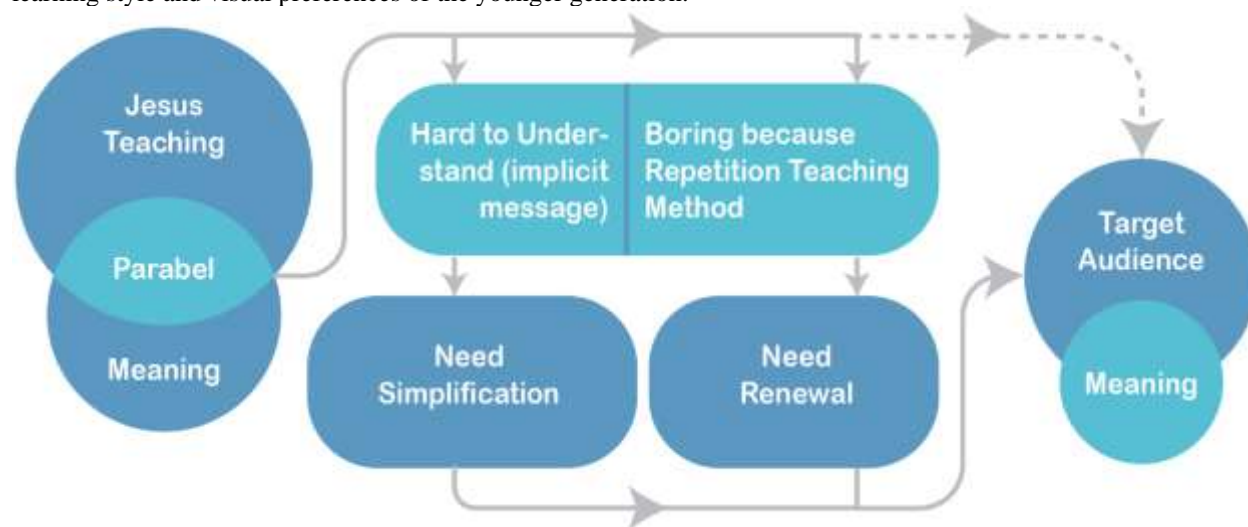 learning style and visual preferences of the younger generation.
Jesus
Teaching
Parabel
Meaning
Hard to Under-
stand (implicit
message)
Boring because
Repetition Teaching
Method
Need
Simplification
Need
Renewal
Target
Audience
Meaning